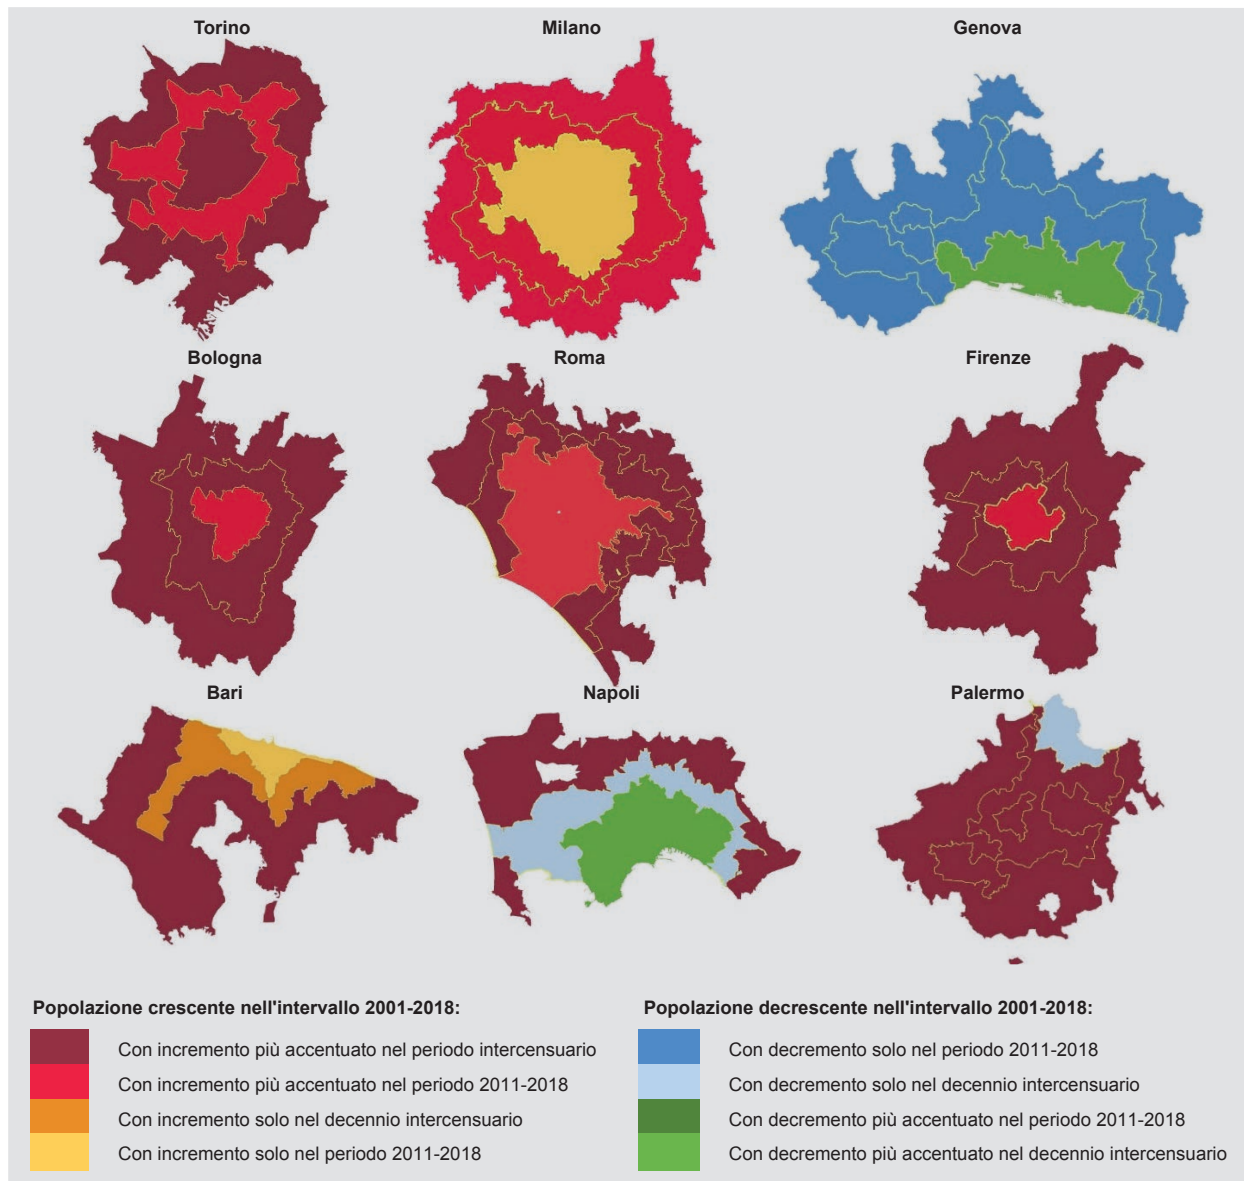 Torino
Milano
Genova
Bologna
Roma
Firenze
Bari
Napoli
Palermo
Popolazione crescente nell'intervallo 2001-2018:
Con incremento più accentuato nel periodo intercensuario
Con incremento più accentuato nel periodo 2011-2018
Con incremento solo nel decennio intercensuario
Con incremento solo nel periodo 2011-2018
Popolazione decrescente nell'intervallo 2001-2018:
Con decremento solo nel periodo 2011-2018
Con decremento solo nel decennio intercensuario
Con decremento più accentuato nel periodo 2011-2018
Con decremento più accentuato nel decennio intercensuario